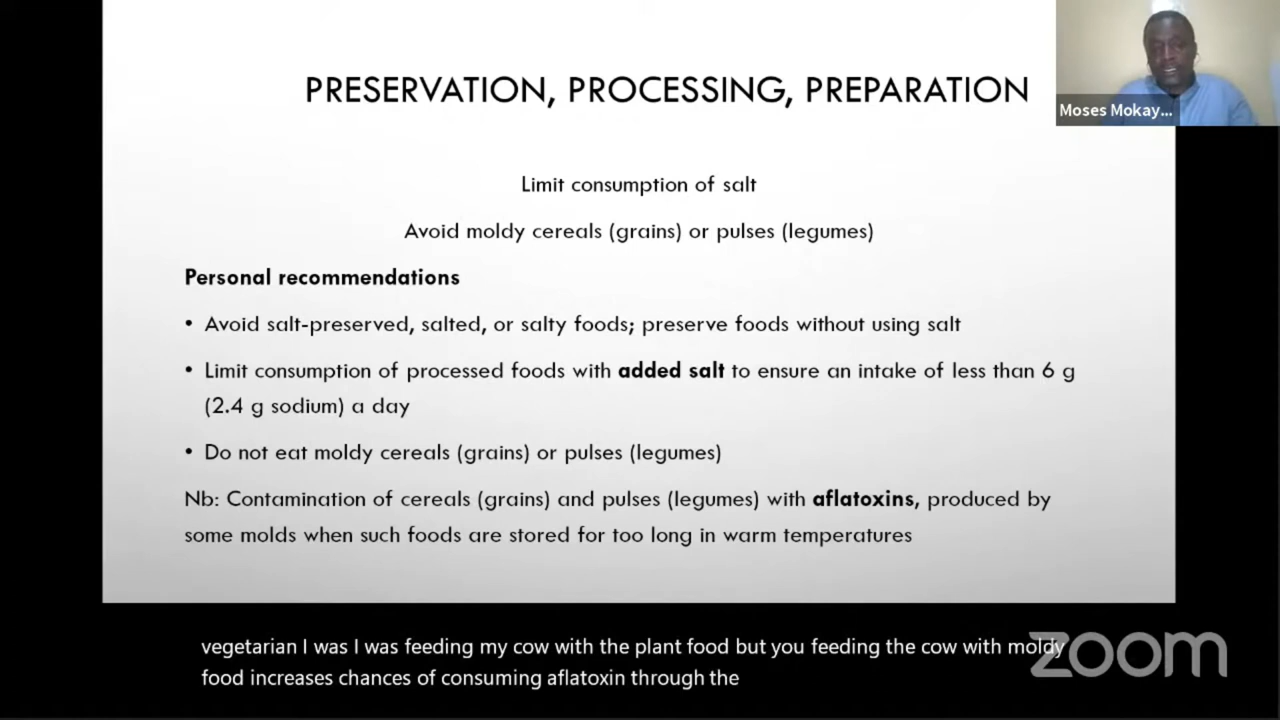 PRESERVATION, PROCESSING, PREPARATION
Moses Mokay...
Limit consumption of salt
Avoid moldy cereals (grains) or pulses (legumes)
Personal recommendations
• Avoid salt-preserved, salted, or salty foods; preserve foods without using salt
• Limit consumption of processed foods with added salt to ensure an intake of less than 6 g
(2.4 g sodium) a day
• Do not eat moldy cereals (grains) or pulses (legumes)
Nb: Contamination of cereals (grains) and pulses (legumes) with aflatoxins, produced by
some molds when such foods are stored for too long in warm temperatures
vegetarian I was I was feeding my cow with the plant food but you feeding the cow with moldy
food increases chances of consuming aflatoxin through the
zoom